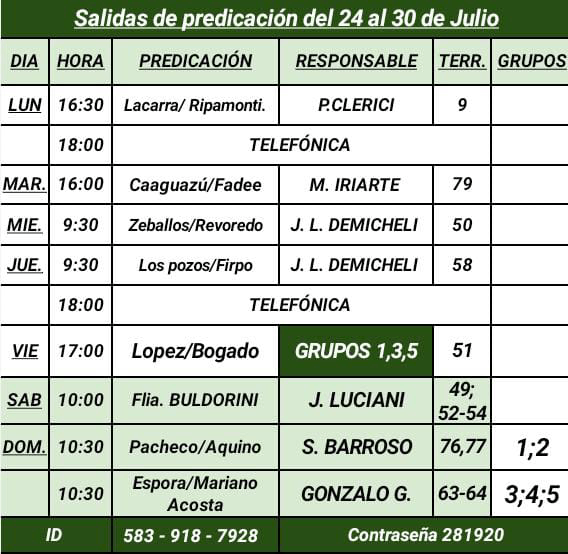 Salidas de predicación del 24 al 30 de Julio
DIA HORA PREDICACIÓN RESPONSABLE TERR. GRUPOS
LUN 16:30 Lacarra/ Ripamonti. P.CLERICI 9
18:00 TELEFÓNICA
MAR. 16:00 Caaguazú/Fadee M. IRIARTE 79
MIE. 9:30 Zeballos/Revoredo J. L. DEMICHELI 50
JUE. 9:30 Los pozos/Firpo J. L. DEMICHELI 58
18:00 TELEFÓNICA
VIE 17:00 Lopez/Bogado GRUPOS 1,3,5 51
SAB 10:00 Flia. BULDORINI J. LUCIANI 49;
52-54
DOM. 10:30 Pacheco/Aquino S. BARROSO 76,77 1;2
10:30 Espora/Mariano
Acosta GONZALO G. 63-64 3;4;5
ID 583 - 918 - 7928 Contraseña 281920